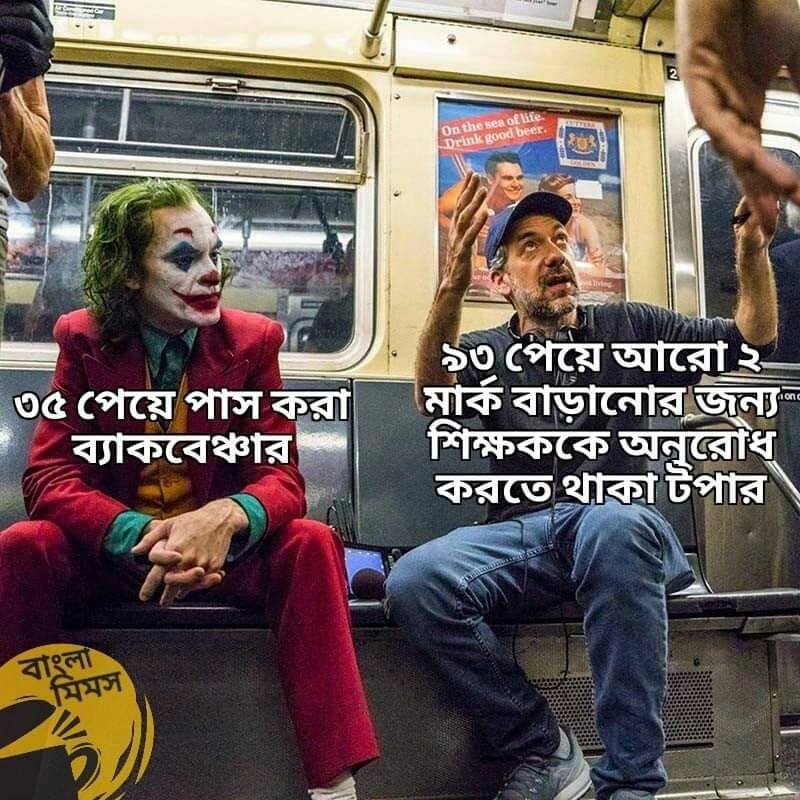 On the sea of life.
Drink good beer.
৩৫ পেয়ে পাস করা
ব্যাকবেঞ্চার
৯৩ পেয়ে আরো ২
মার্ক বাড়ানোর জন্য
শিক্ষককে অনুরোধ
করতে থাকা টপার
বাংলা
মিমস